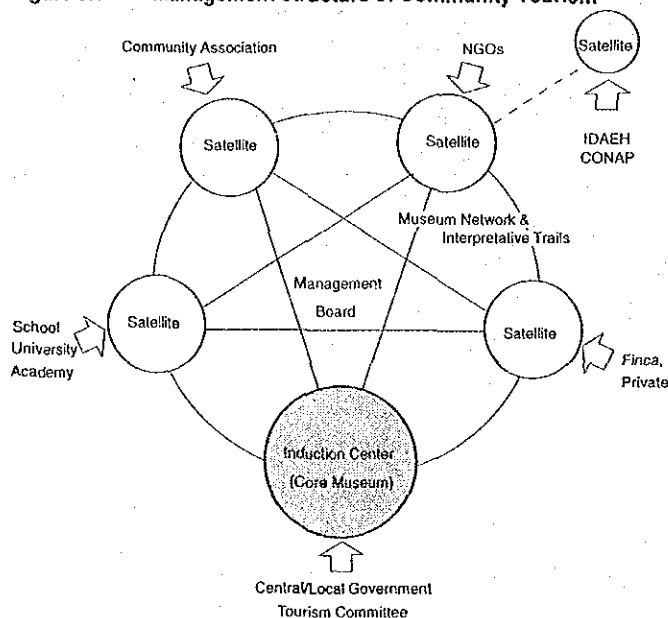 Management Structure of Community Tourism
Community Association
NGOs
Satellite
IDAEH
CONAP
Satellite
Satellite
Museum Network &
Interpretative Trails
Management
Board
School
University
Academy
Satellite
Satellite
Finca,
Private
Induction Center
(Core Museum)
Central/Local Government
Tourism Committee